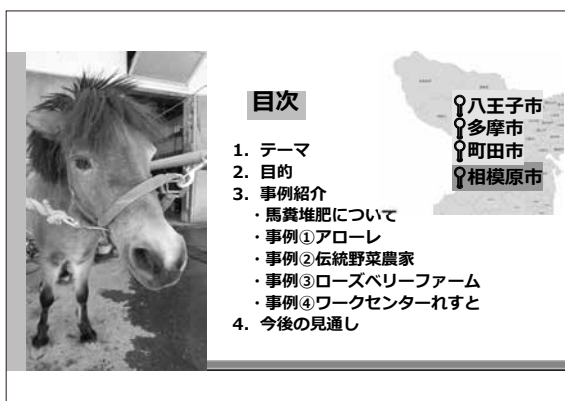 目次
八王子市
多摩市
町田市
相模原市
1. テーマ
2. 目的
3. 事例紹介
・馬糞堆肥について
・事例①アローレ
・事例②伝統野菜農家
・事例③ローズベリーファーム
・事例④ワークセンターれすと
4. 今後の見通し